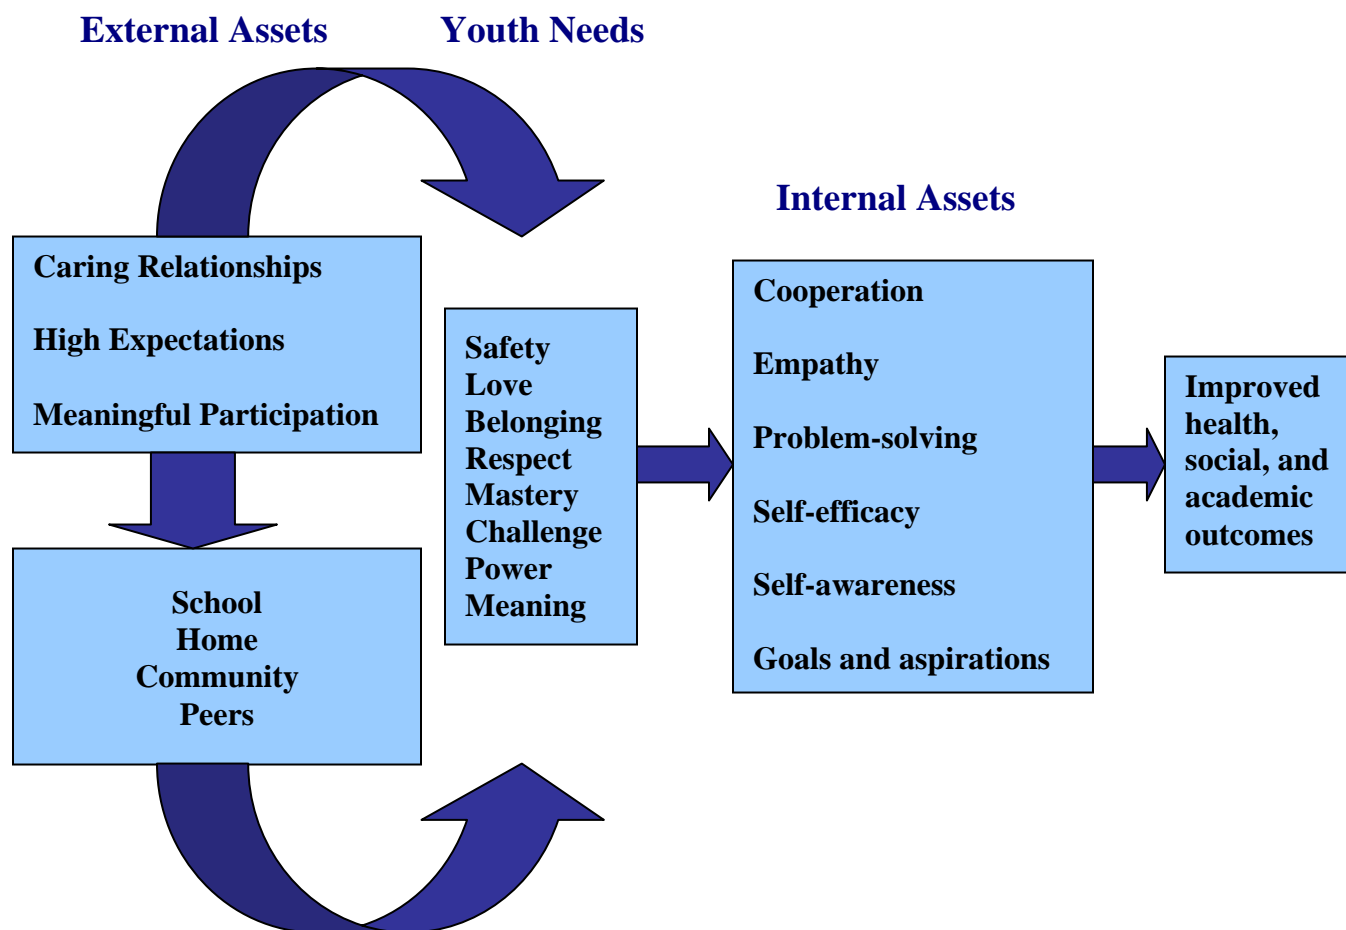 External Assets
Youth Needs
Internal Assets
Caring Relationships
High Expectations
Meaningful Participation
School
Home
Community
Peers
Safety
Love
Belonging
Respect
Mastery
Challenge
Power
Meaning
Cooperation
Empathy
Problem-solving
Self-efficacy
Self-awareness
Goals and aspirations
Improved
health,
social, and
academic
outcomes